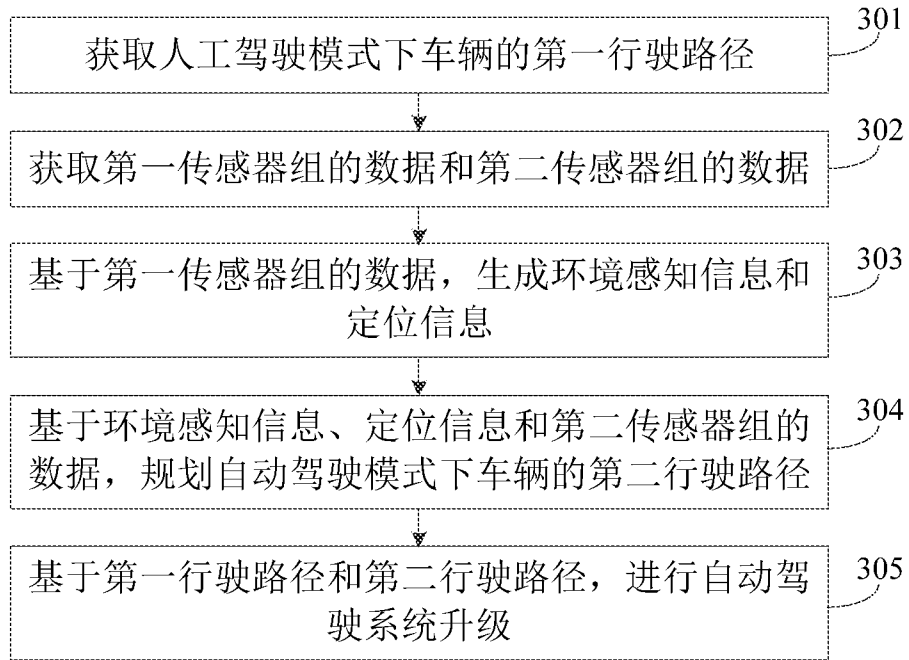 获取人工驾驶模式下车辆的第一行驶路径
301
获取第一传感器组的数据和第二传感器组的数据
302
基于第一传感器组的数据，生成环境感知信息和
定位信息
303
基于环境感知信息、定位信息和第二传感器组的
数据，规划自动驾驶模式下车辆的第二行驶路径
304
基于第一行驶路径和第二行驶路径，进行自动驾
驶系统升级
305